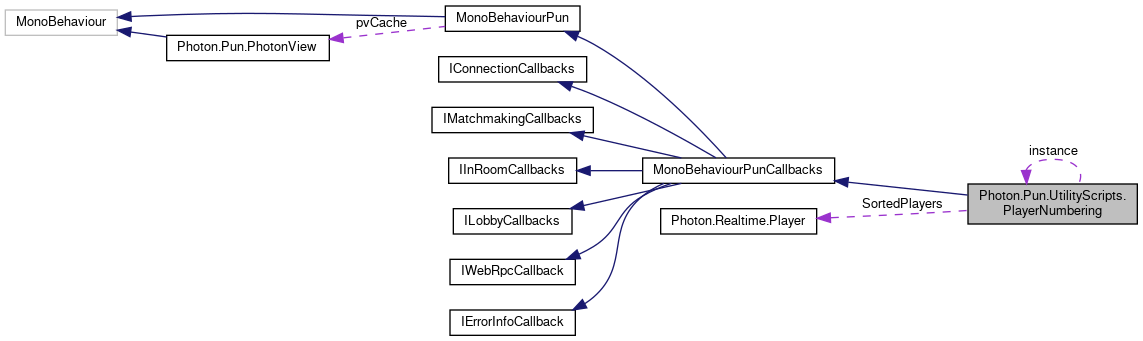 MonoBehaviour
MonoBehaviourPun
pvCache
Photon.Pun.PhotonView
IConnectionCallbacks
IMatchmakingCallbacks
IInRoomCallbacks
MonoBehaviourPunCallbacks
instance
Photon.Pun.UtilityScripts.
PlayerNumbering
SortedPlayers
Photon.Realtime.Player
ILobbyCallbacks
IWebRpcCallback
IErrorInfoCallback